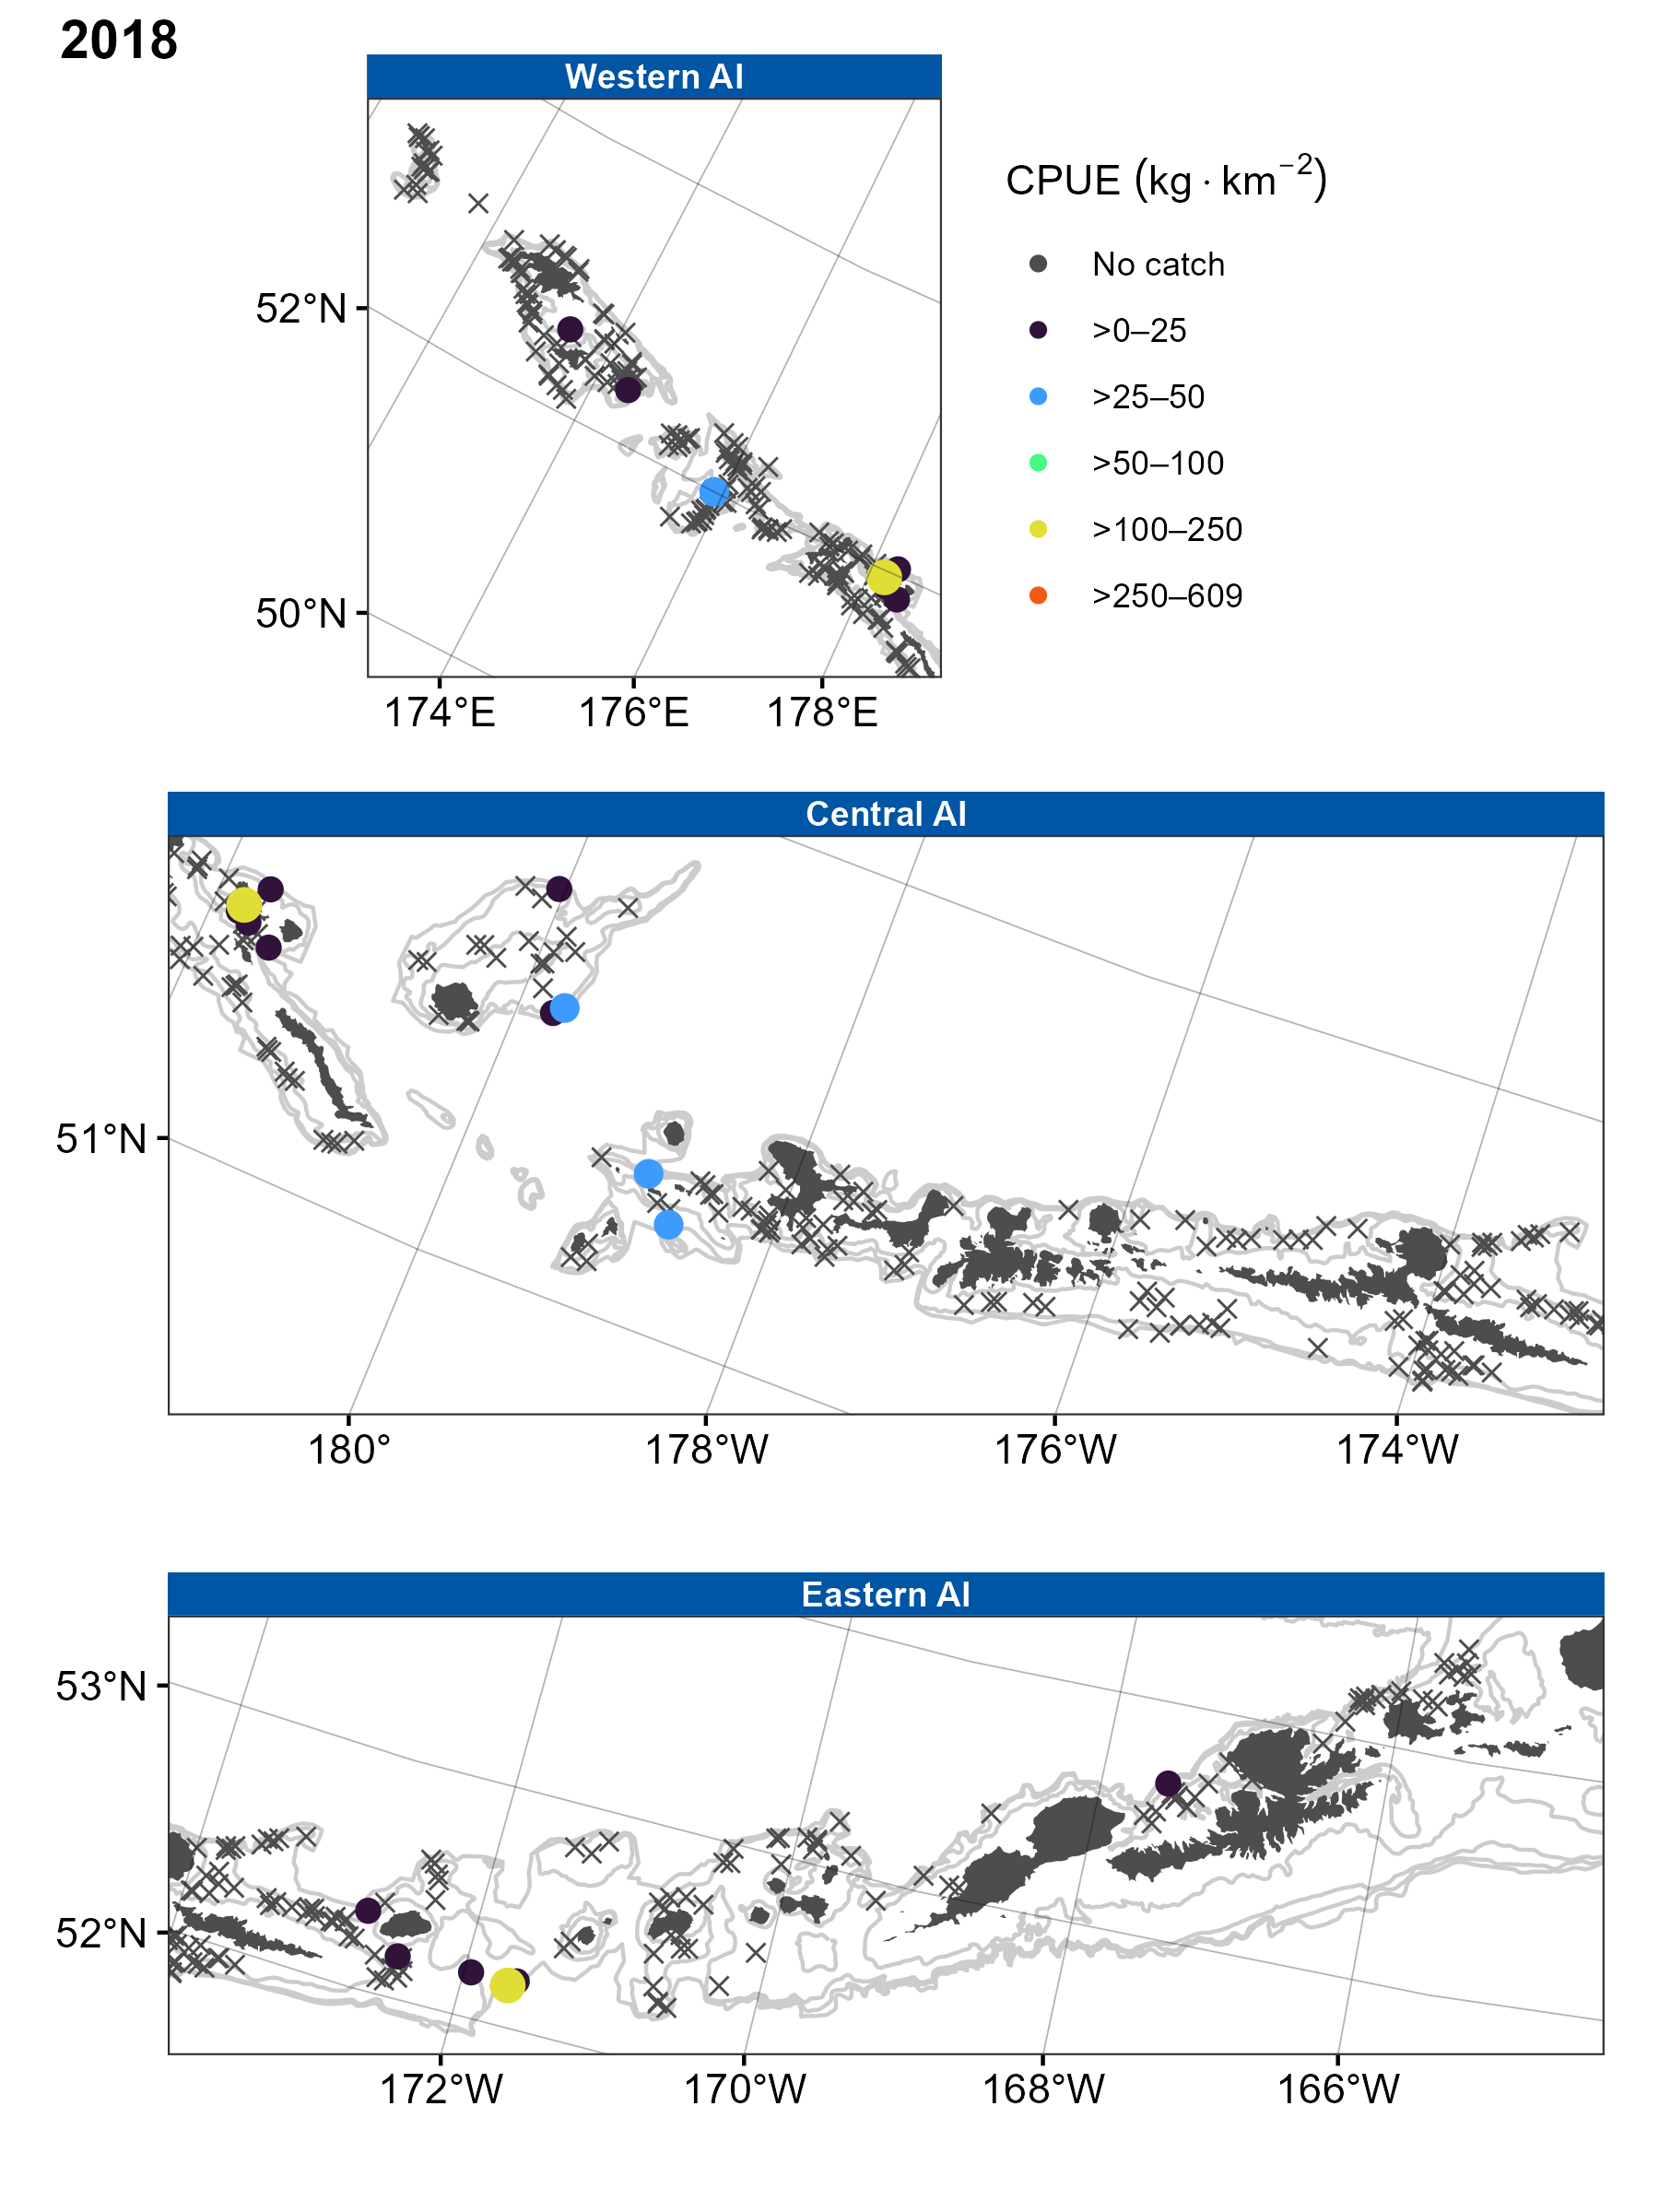 2018
Western AI
CPUE (kg · km⁻²)
No catch
>0–25
>25–50
>50–100
>100–250
>250–609
52°N
50°N
174°E 176°E 178°E
Central AI
51°N
180° 178°W 176°W 174°W
Eastern AI
53°N
52°N
172°W 170°W 168°W 166°W